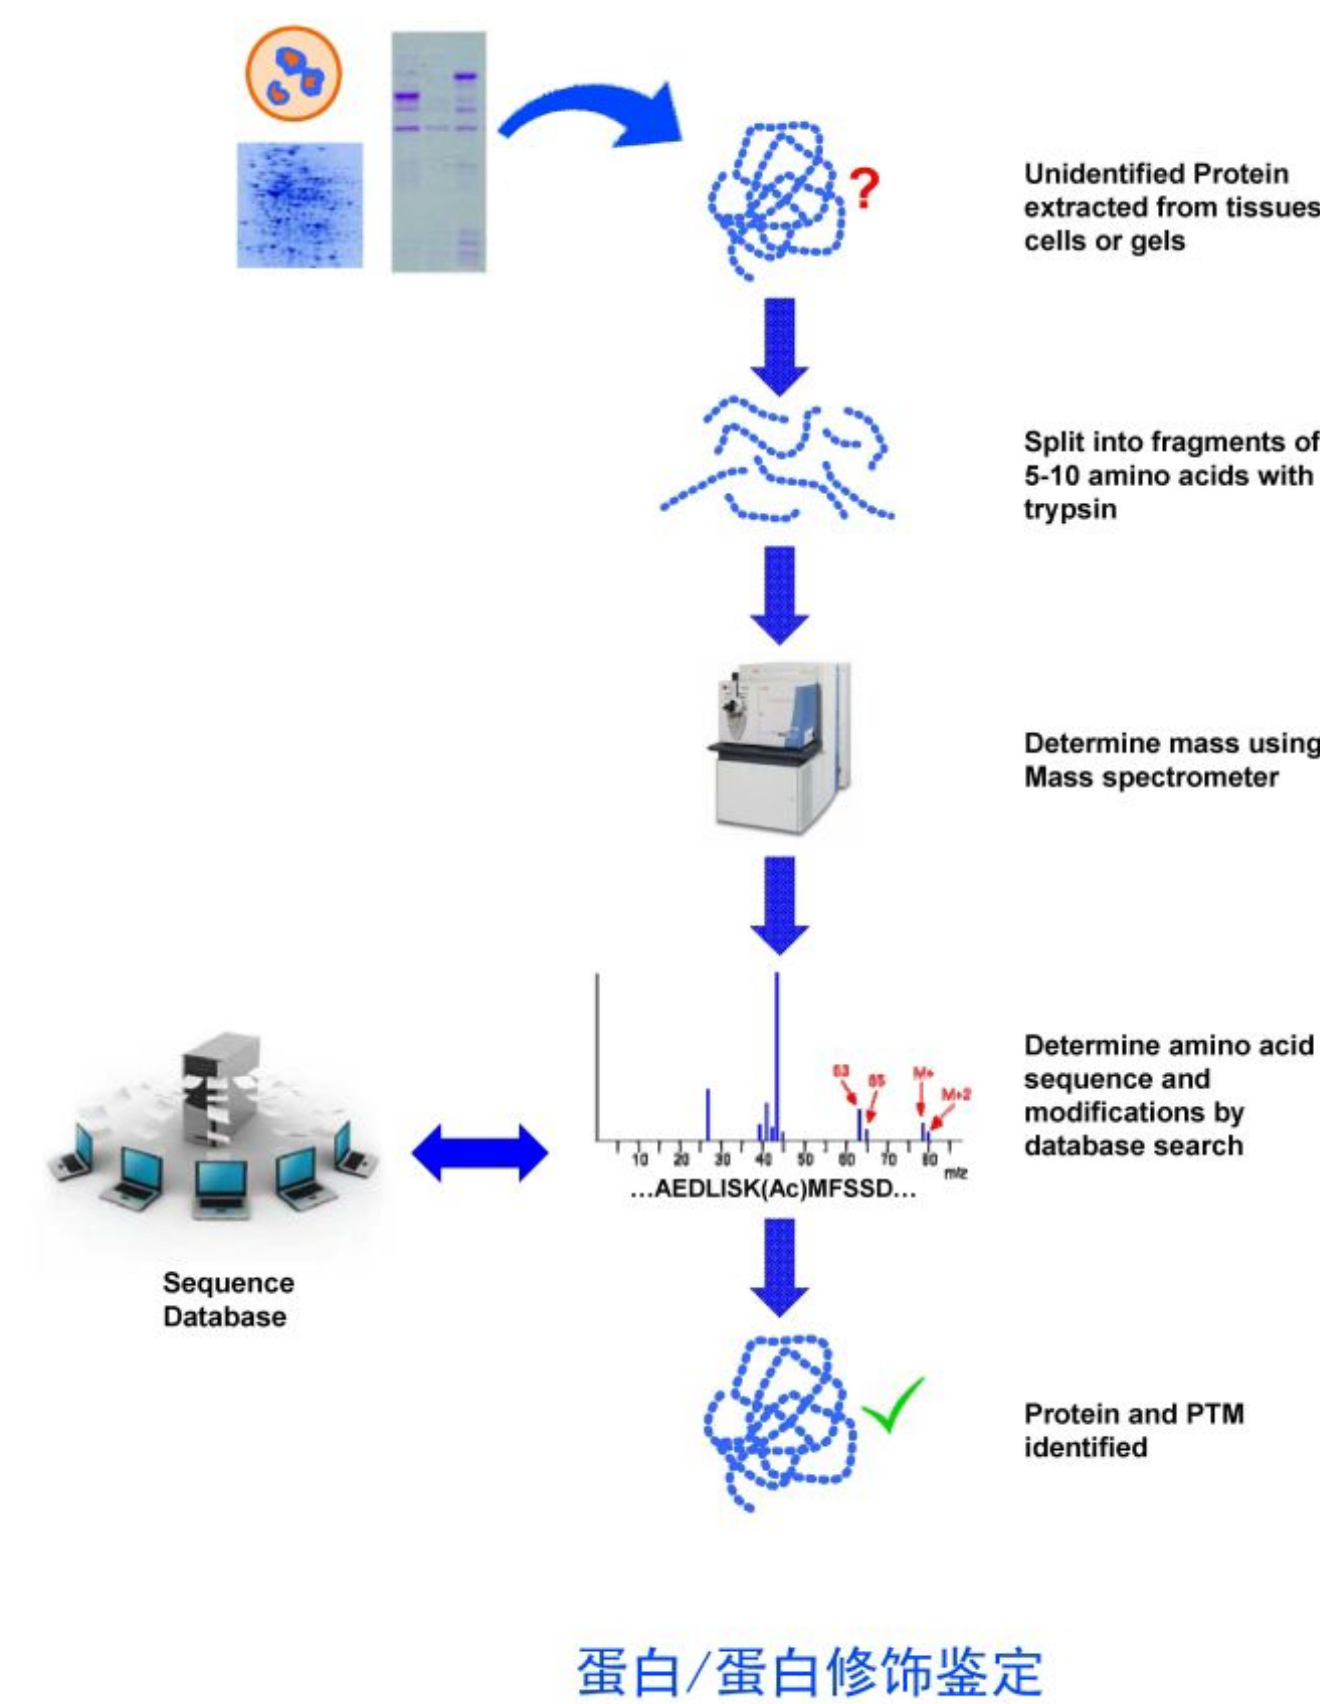 ?
Unidentified Protein
extracted from tissues
cells or gels
Split into fragments of
5-10 amino acids with
trypsin
Determine mass using
Mass spectrometer
63
65
M+
M+2
10 20 30 40 50 60 70 80
m/z
...AEDLISK(Ac)MFSSD...
Determine amino acid
sequence and
modifications by
database search
Sequence
Database
Protein and PTM
identified
蛋白/蛋白修饰鉴定